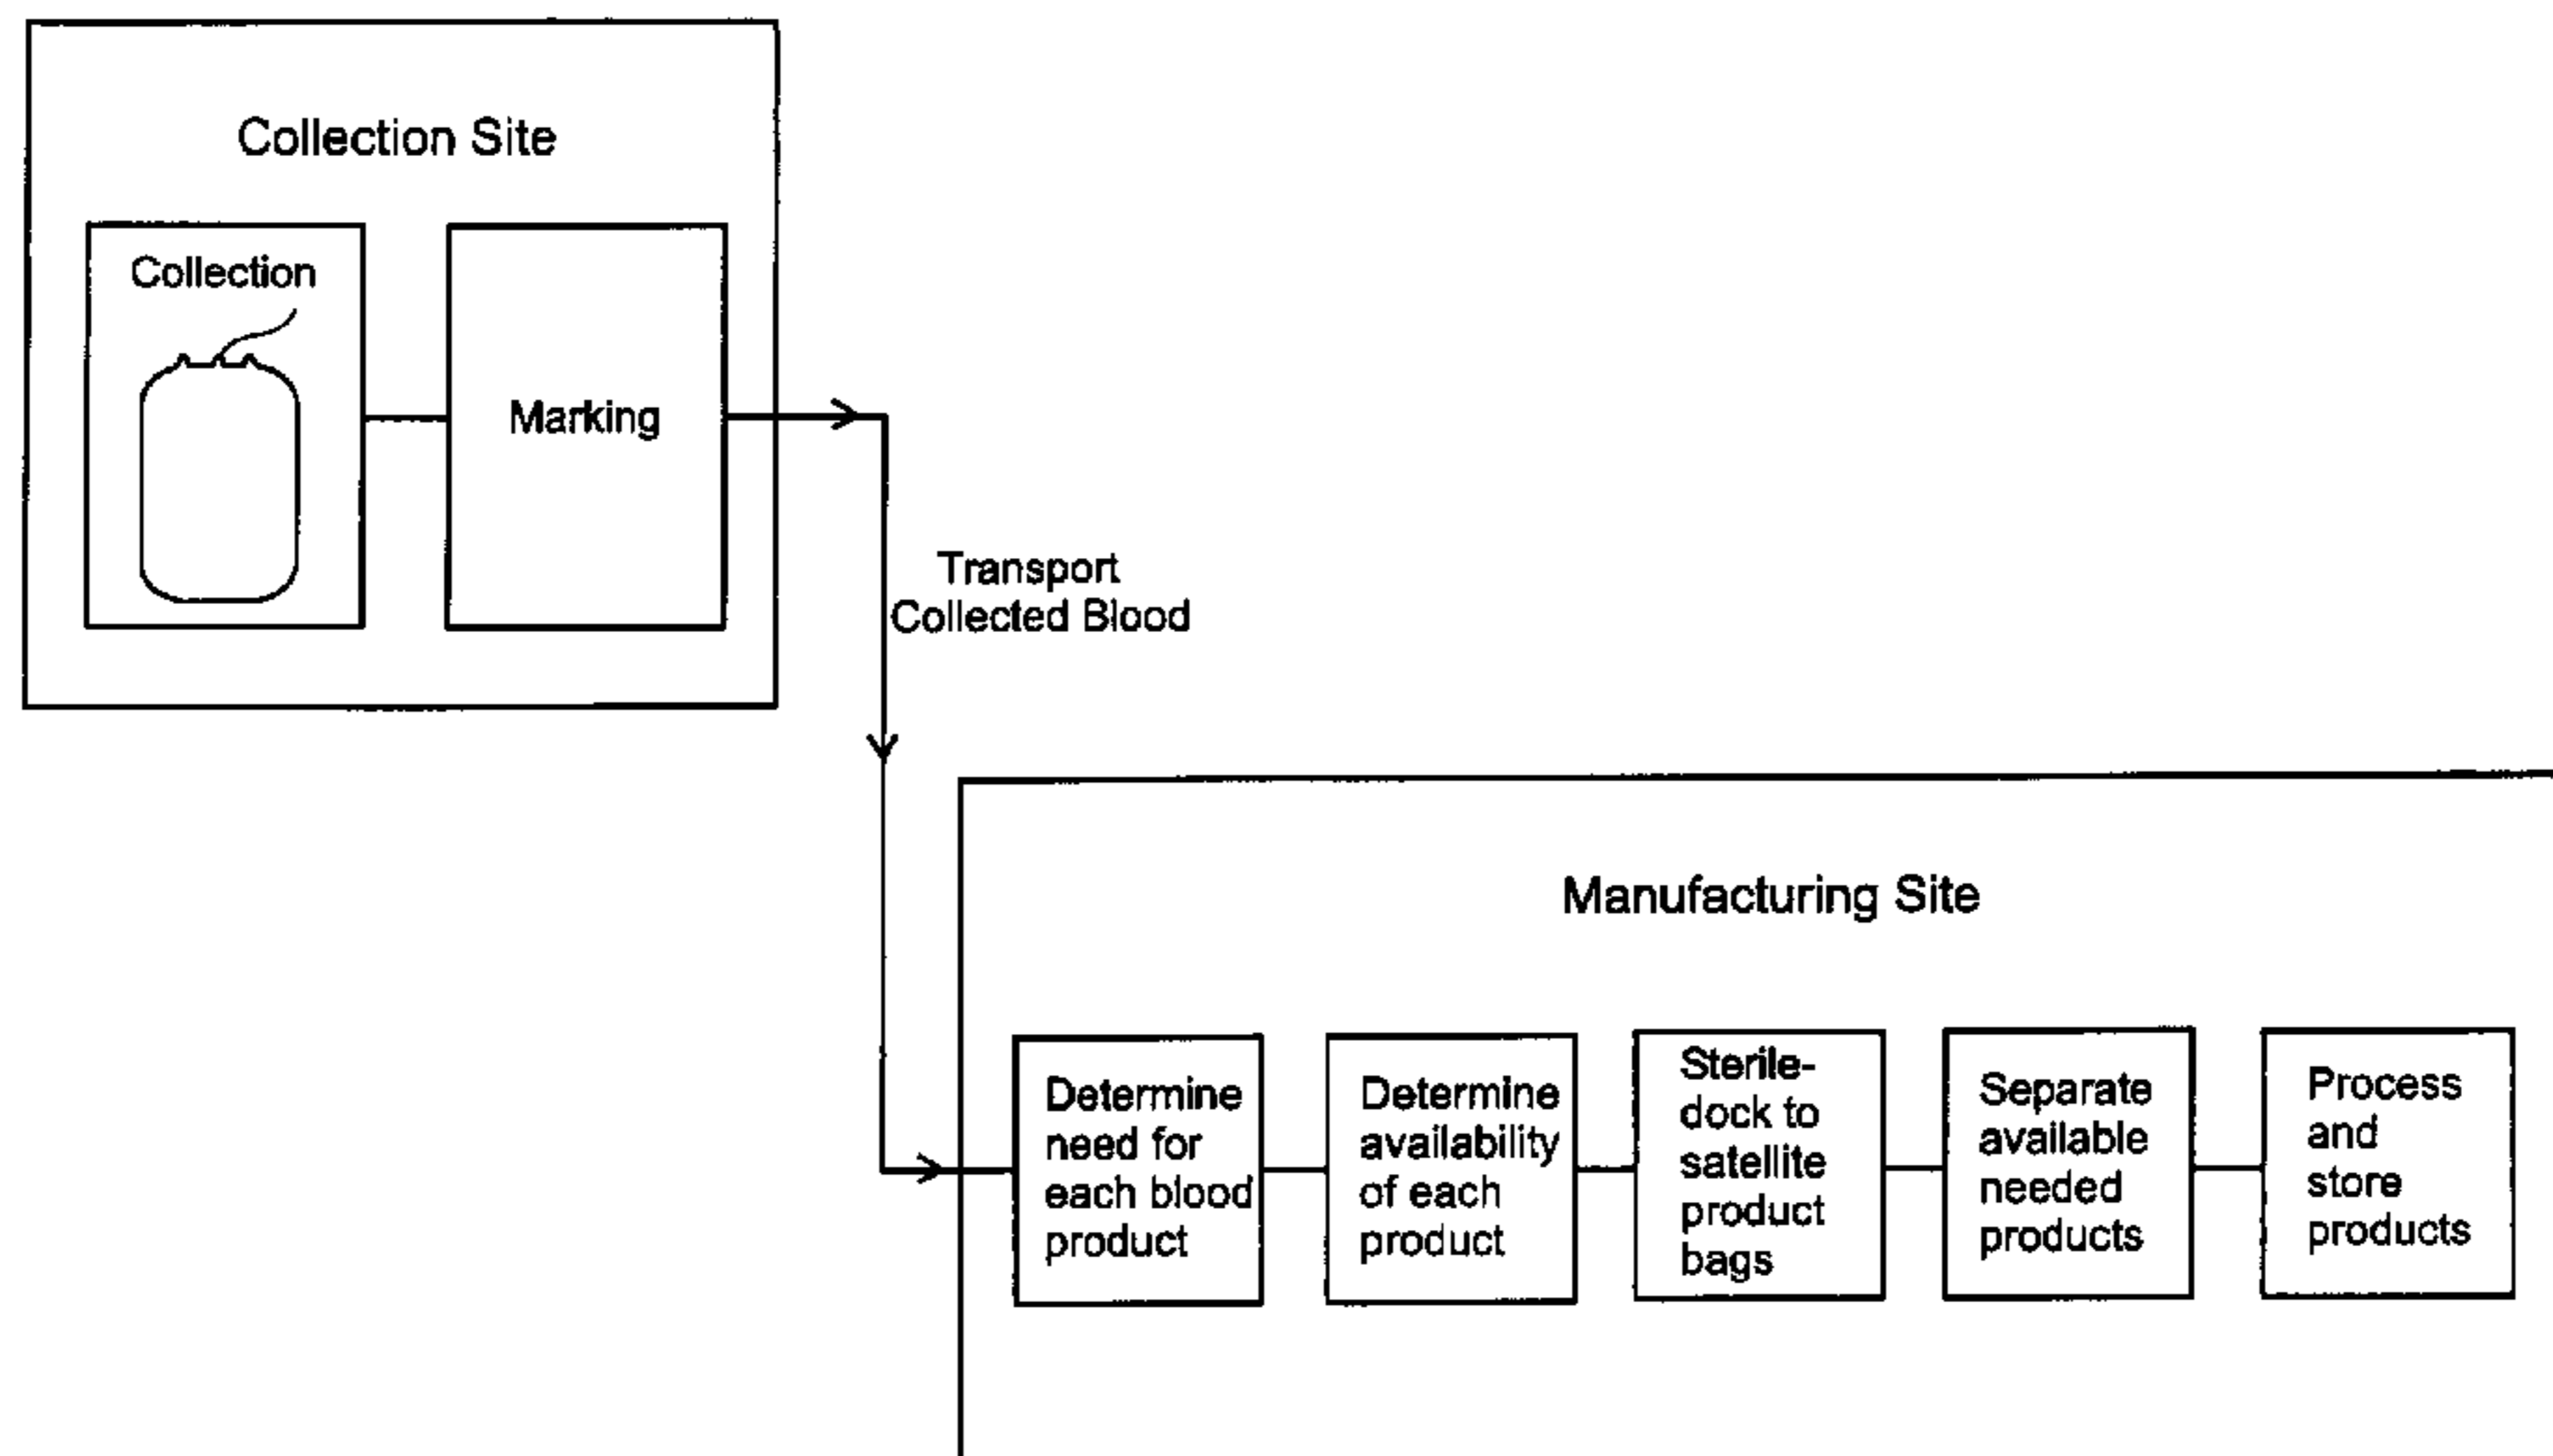 Collection Site
Collection
Marking
Transport
Collected Blood
Manufacturing Site
Determine
need for
each blood
product
Determine
availability
of each
product
Sterile-
dock to
satellite
product
bags
Separate
available
needed
products
Process
and
store
products